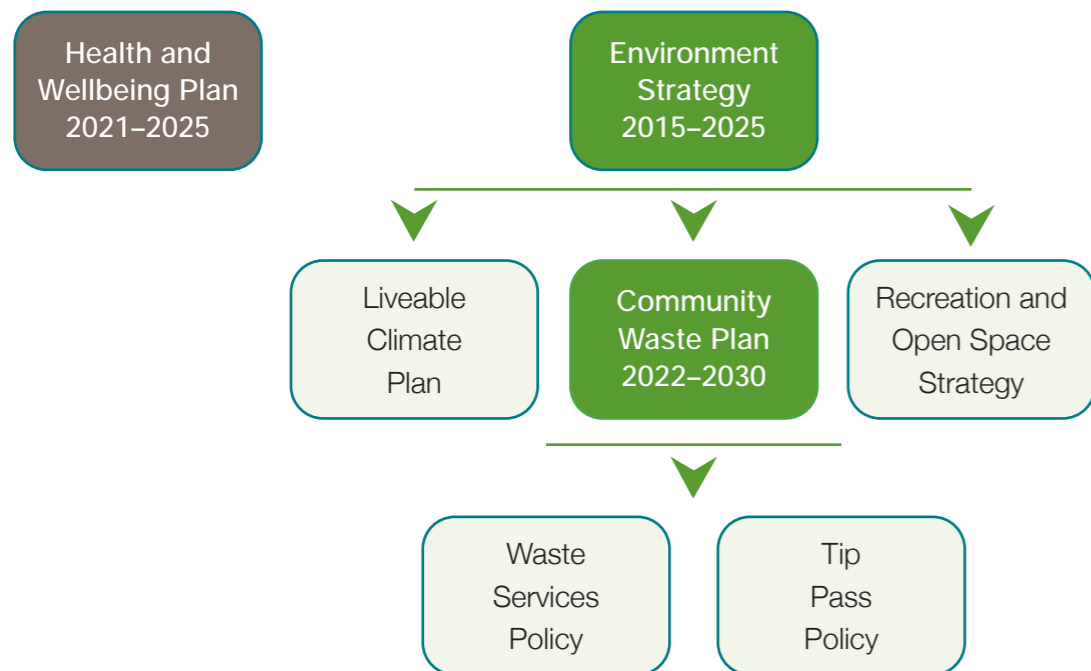 Health and
Wellbeing Plan
2021–2025
Environment
Strategy
2015–2025
Liveable
Climate
Plan
Community
Waste Plan
2022–2030
Recreation and
Open Space
Strategy
Waste
Services
Policy
Tip
Pass
Policy